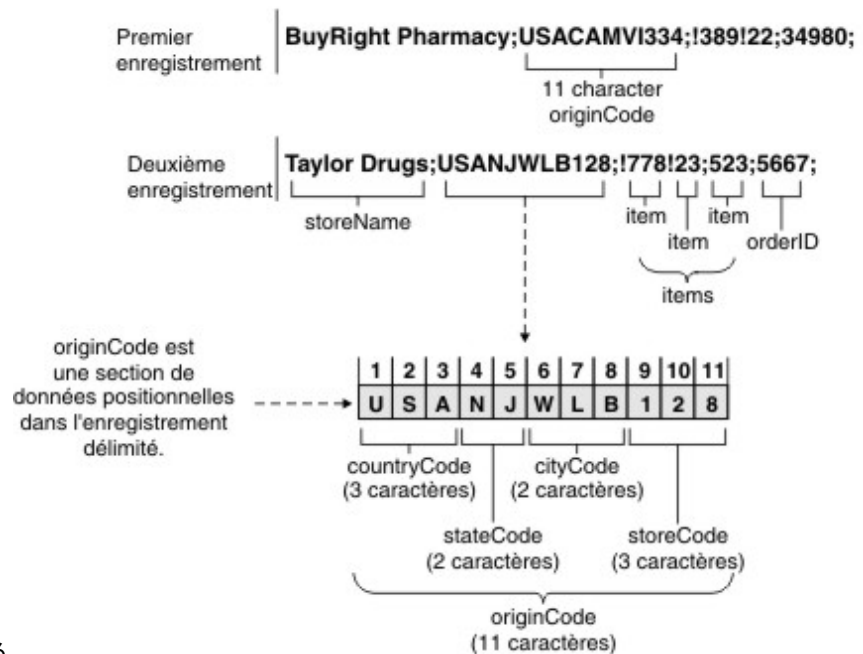 Premier
enregistrement
BuyRight Pharmacy;USACAMVI334;!389!22;34980;
11 character
originCode
Deuxième
enregistrement
Taylor Drugs;USANJWLB128;!778!23;523;5667;
storeName
item
item
item
orderID
items
originCode est
une section de
données positionnelles
dans l'enregistrement
délimité.
1 2 3 4 5 6 7 8 9 10 11
U S A N J W L B 1 2 8
countryCode
(3 caractères)
cityCode
(2 caractères)
stateCode
(2 caractères)
storeCode
(3 caractères)
originCode
(11 caractères)